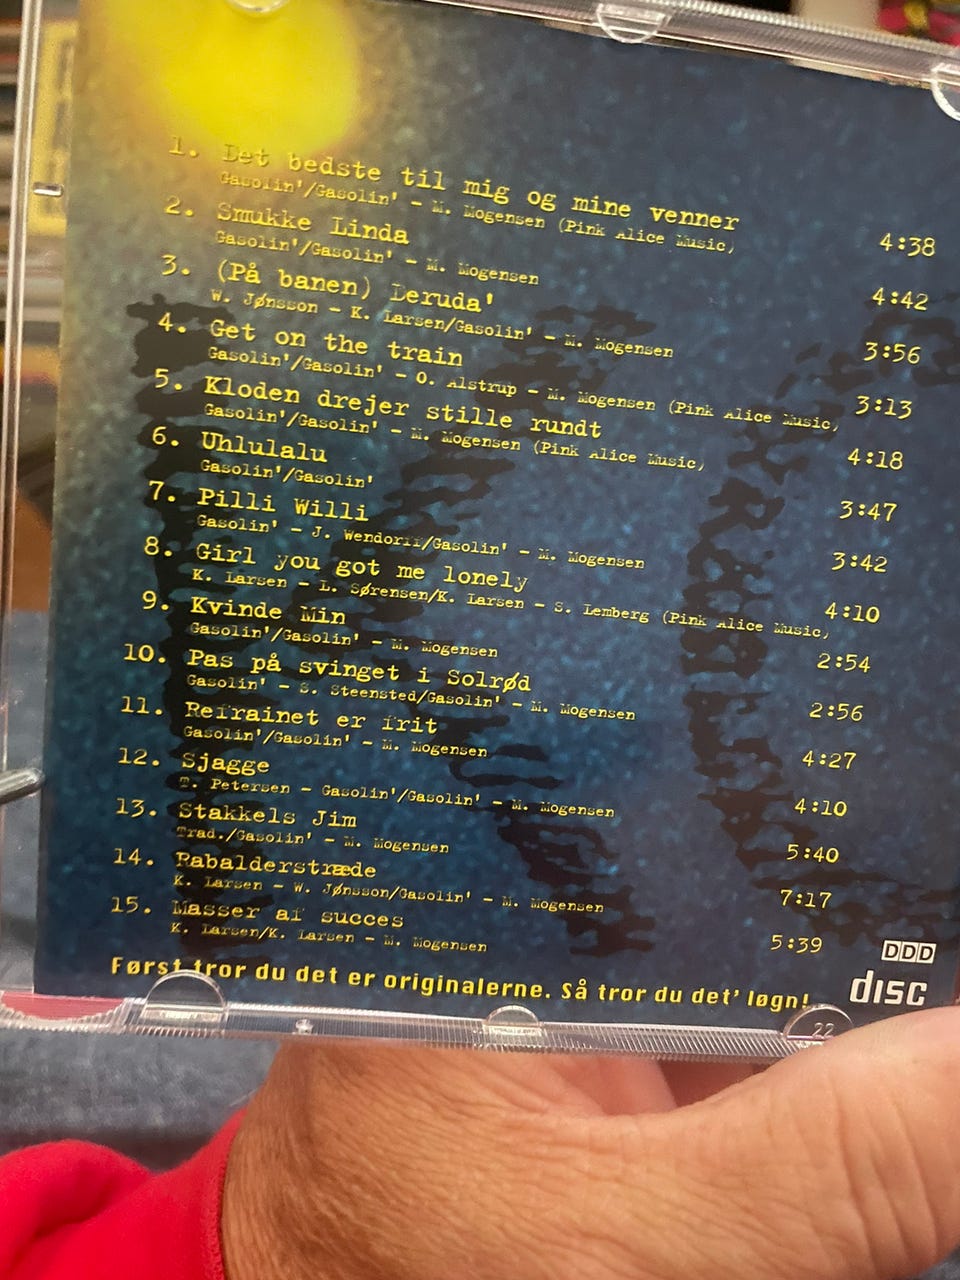 1. Det bedste til mig og mine venner 4:38
Gasolin'/Gasolin' - M. Mogensen (Pink Alice Music)
2. Smukke Linda 4:42
Gasolin'/Gasolin' - M. Mogensen
3. (På banen) Deruda' 3:56
W. Jønsson - K. Larsen/Gasolin' - M. Mogensen
4. Get on the train 3:13
Gasolin'/Gasolin' - O. Alstrup - M. Mogensen (Pink Alice Music)
5. Kloden drejer stille rundt 4:18
Gasolin'/Gasolin' - M. Mogensen (Pink Alice Music)
6. Uhlulalu 3:47
Gasolin'/Gasolin'
7. Pilli Willi 3:42
Gasolin' - J. Wendorff/Gasolin' - M. Mogensen
8. Girl you got me lonely 4:10
K. Larsen - L. Sørensen/K. Larsen - S. Lemberg (Pink Alice Music)
9. Kvinde Min 2:54
Gasolin'/Gasolin' - M. Mogensen
10. Pas på svinget i Solrød 2:56
Gasolin' - S. Steensted/Gasolin' - M. Mogensen
11. Refrainet er frit 4:27
Gasolin'/Gasolin' - M. Mogensen
12. Sjagge 4:10
T. Petersen - Gasolin'/Gasolin' - M. Mogensen
13. Stakkels Jim 5:40
Trad./Gasolin' - M. Mogensen
14. Rabalderstræde 7:17
K. Larsen - W. Jønsson/Gasolin' - M. Mogensen
15. Masser af succes 5:39
K. Larsen/K. Larsen - M. Mogensen
DDD
disc
Først tror du det er originalerne. Så tror du det' løgn!
22